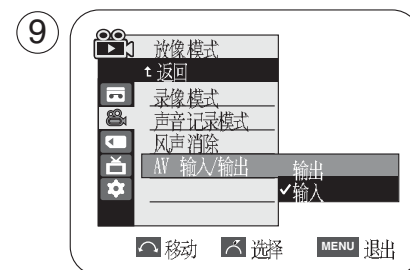 9
放像模式
返回
录像模式
声音记录模式
风声消除
AV 输入/输出
输出
✓输入
移动 选择 MENU 退出